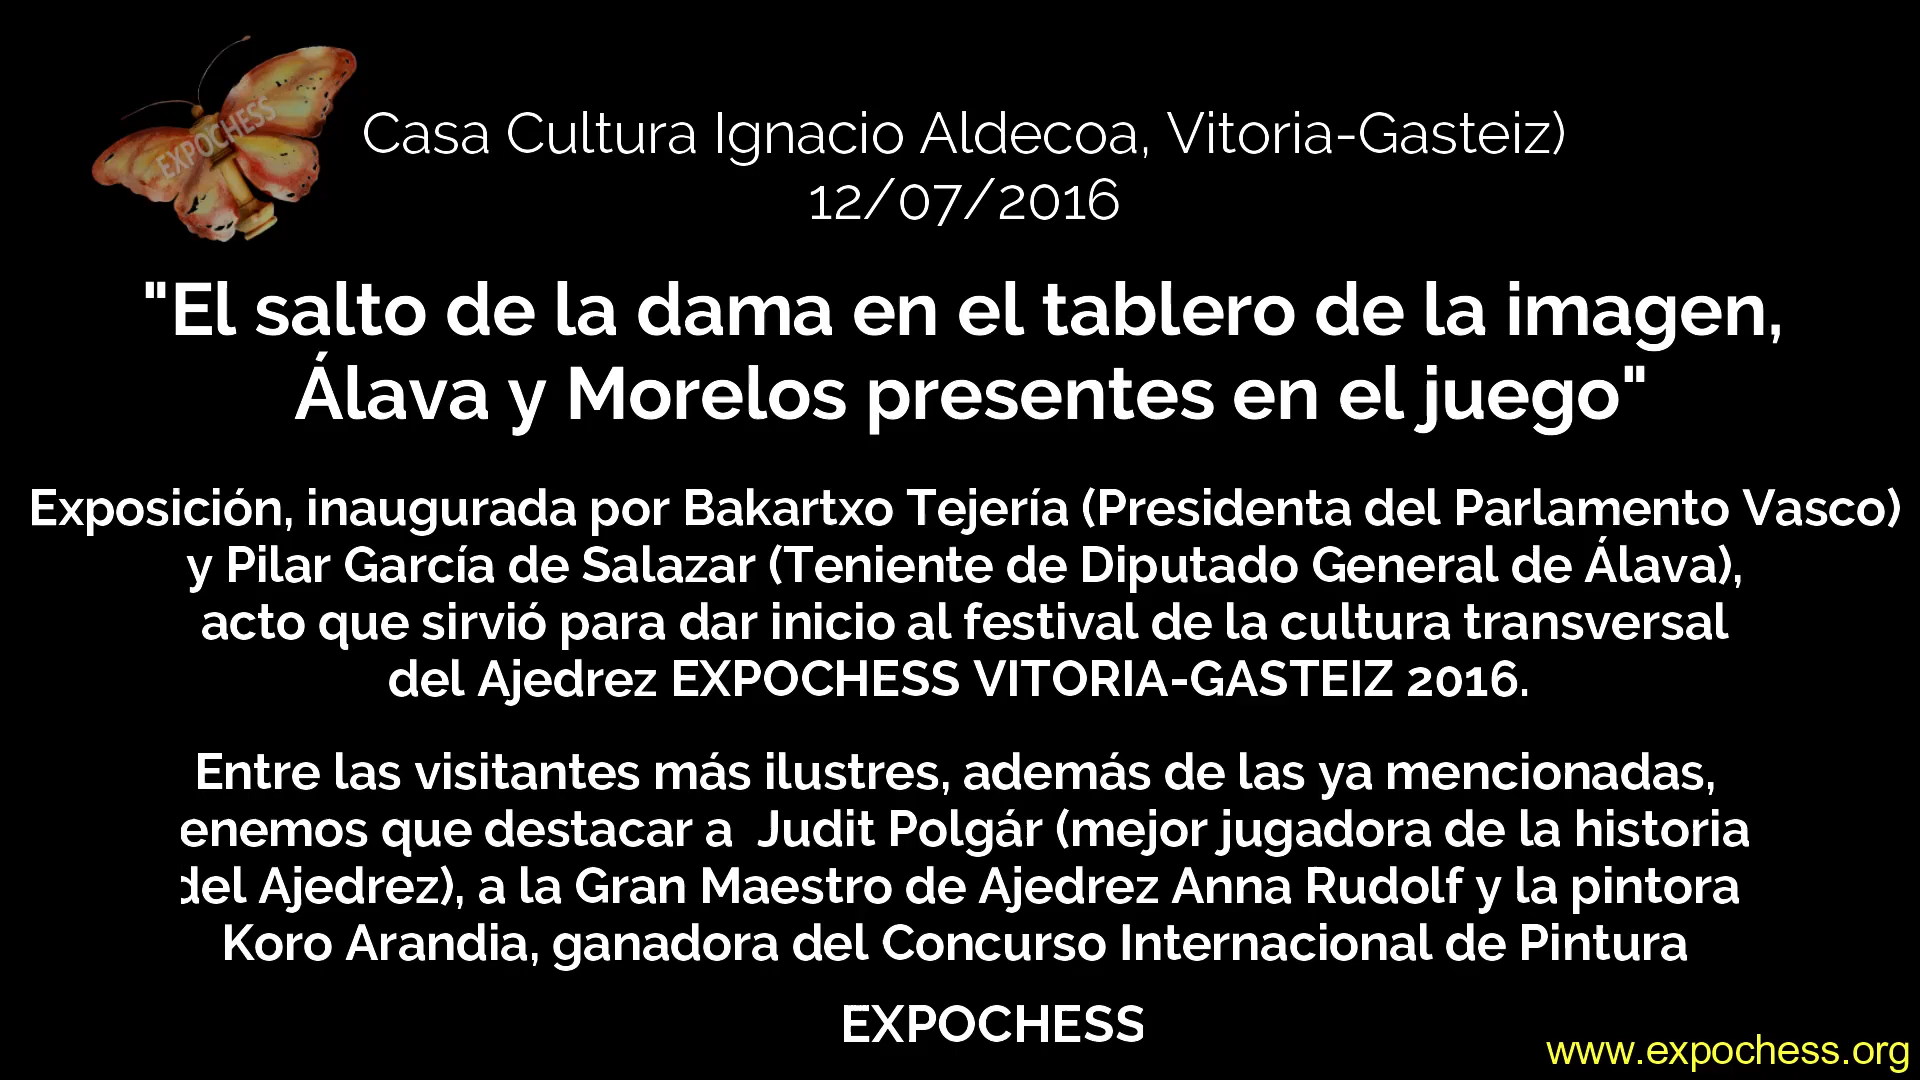 EXPOCHESS
Casa Cultura Ignacio Aldecoa, Vitoria-Gasteiz)
12/07/2016
"El salto de la dama en el tablero de la imagen,
Álava y Morelos presentes en el juego"
Exposición, inaugurada por Bakartxo Tejería (Presidenta del Parlamento Vasco)
y Pilar García de Salazar (Teniente de Diputado General de Álava),
acto que sirvió para dar inicio al festival de la cultura transversal
del Ajedrez EXPOCHESS VITORIA-GASTEIZ 2016.
Entre las visitantes más ilustres, además de las ya mencionadas,
enemos que destacar a Judit Polgár (mejor jugadora de la historia
del Ajedrez), a la Gran Maestro de Ajedrez Anna Rudolf y la pintora
Koro Arandia, ganadora del Concurso Internacional de Pintura
EXPOCHESS
www.expochess.org